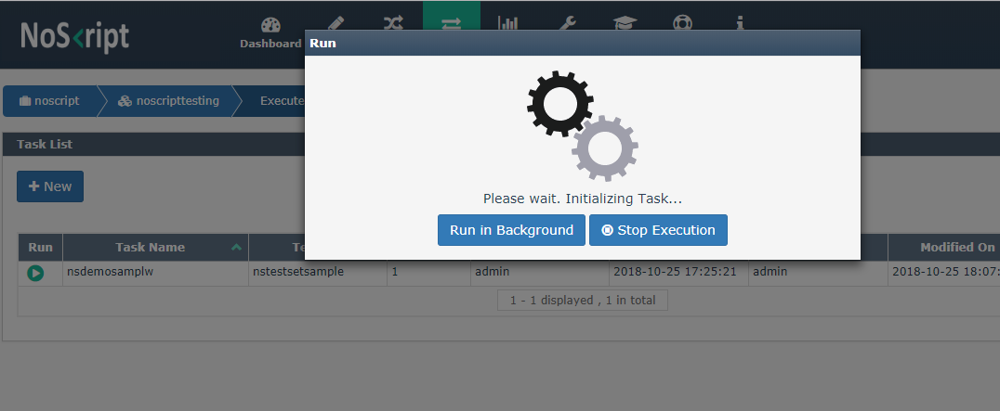 NoScript
Dashboard
Run
noscript
noscripttesting
Execute
Please wait. Initializing Task...
Run in Background
Stop Execution
Task List
New
Run
Task Name
Te
Modified On
nsdemosamplw
nstestsetsample
1
admin
2018-10-25 17:25:21
admin
2018-10-25 18:07:
1 - 1 displayed , 1 in total